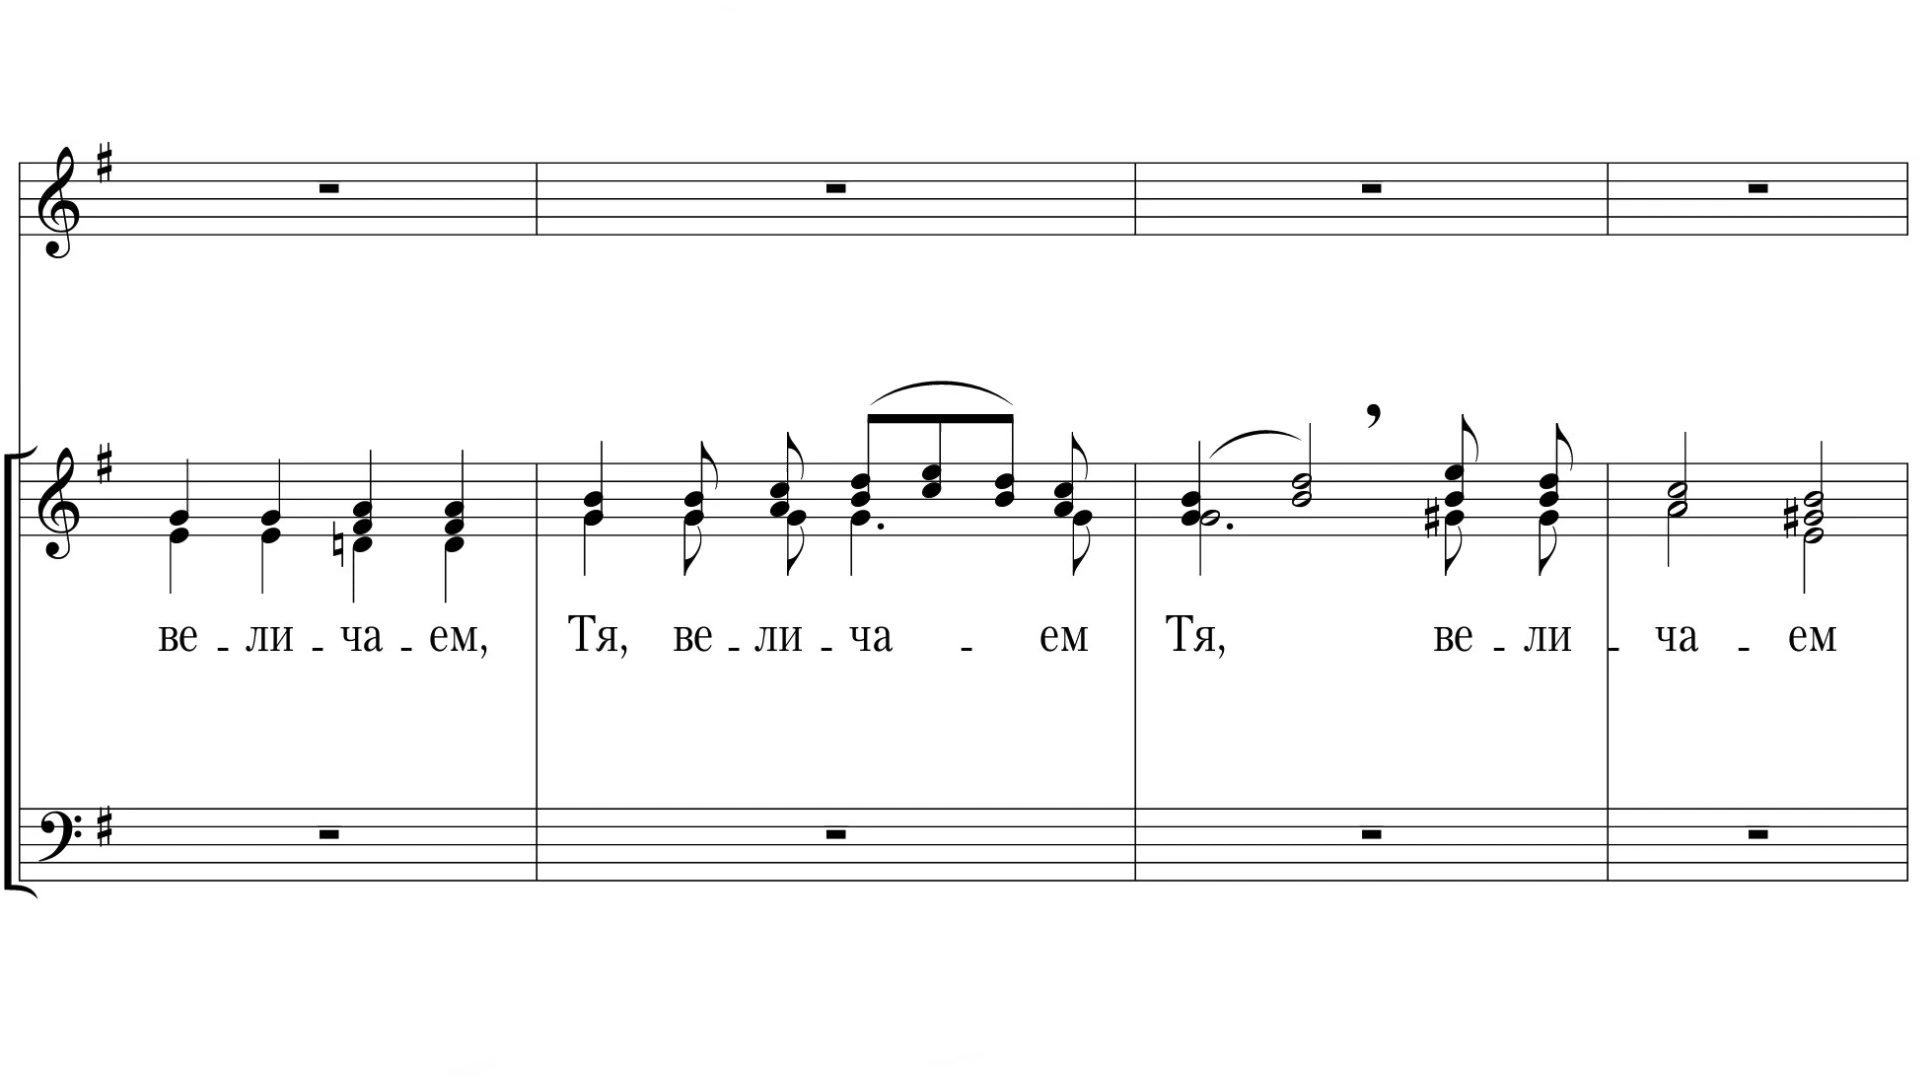 ве - ли - ча - ем, Тя, ве - ли - ча - ем Тя, ве - ли - ча - ем